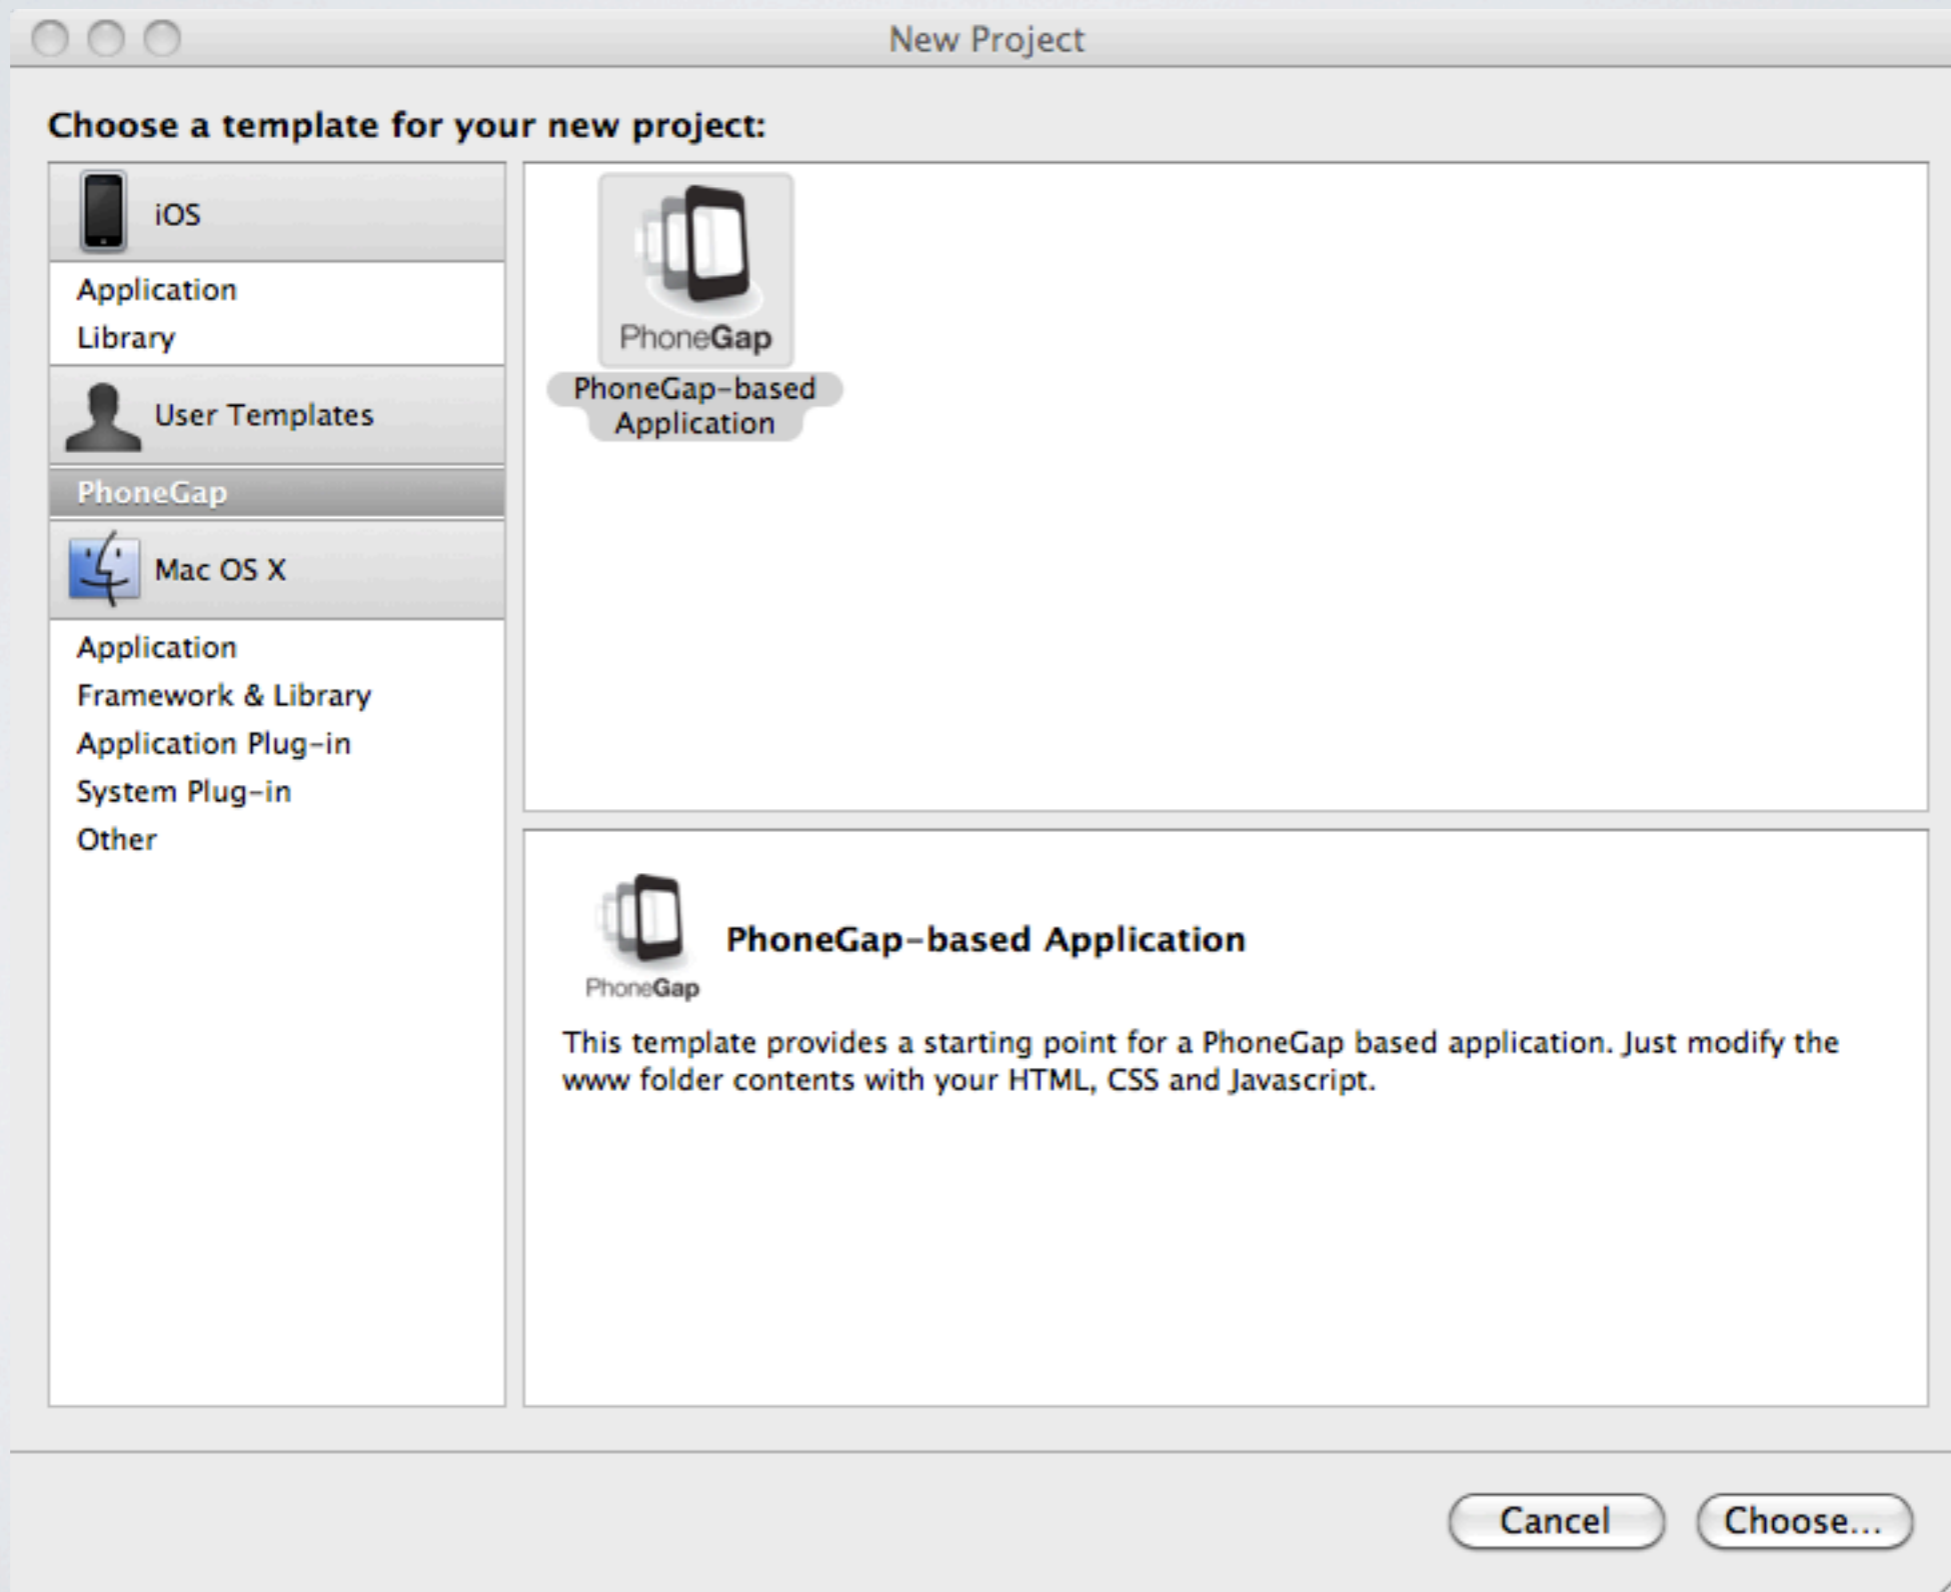 New Project
Choose a template for your new project:
iOS
Application
Library
User Templates
PhoneGap
Mac OS X
Application
Framework & Library
Application Plug-in
System Plug-in
Other
PhoneGap
PhoneGap-based
Application
PhoneGap
PhoneGap-based Application
This template provides a starting point for a PhoneGap based application. Just modify the
www folder contents with your HTML, CSS and Javascript.
Cancel
Choose...